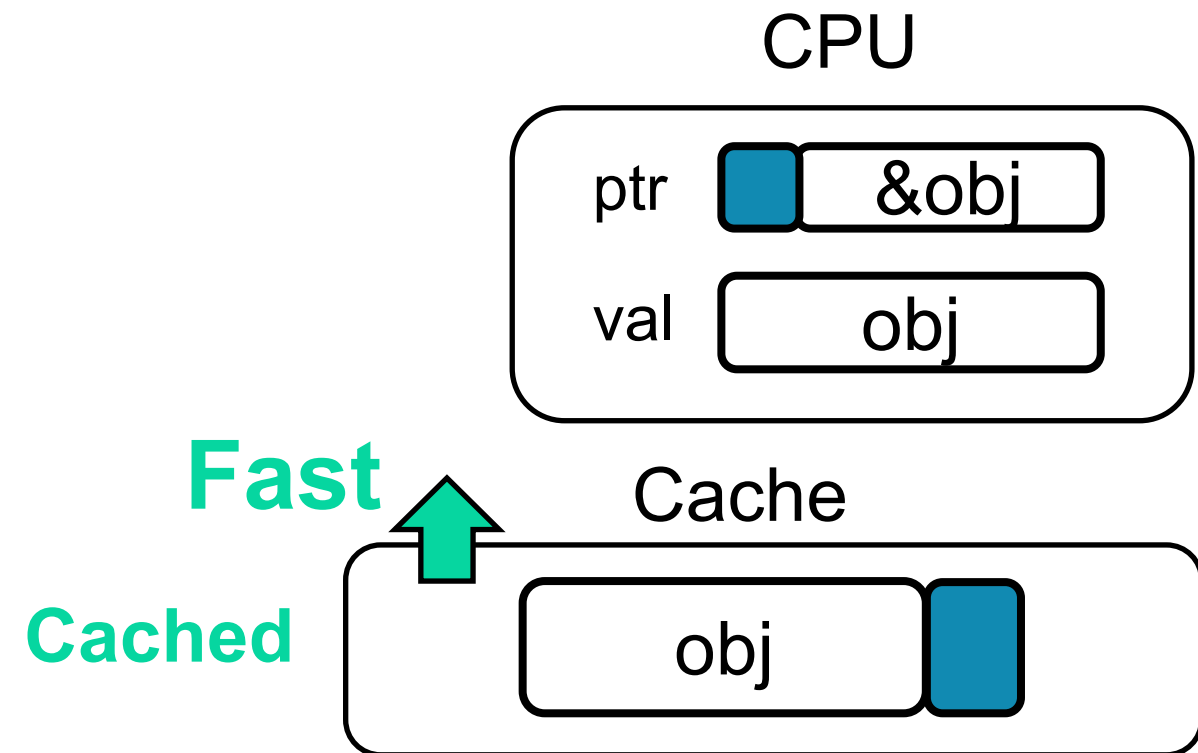 CPU
ptr &obj
val obj
Fast
Cache
Cached
obj